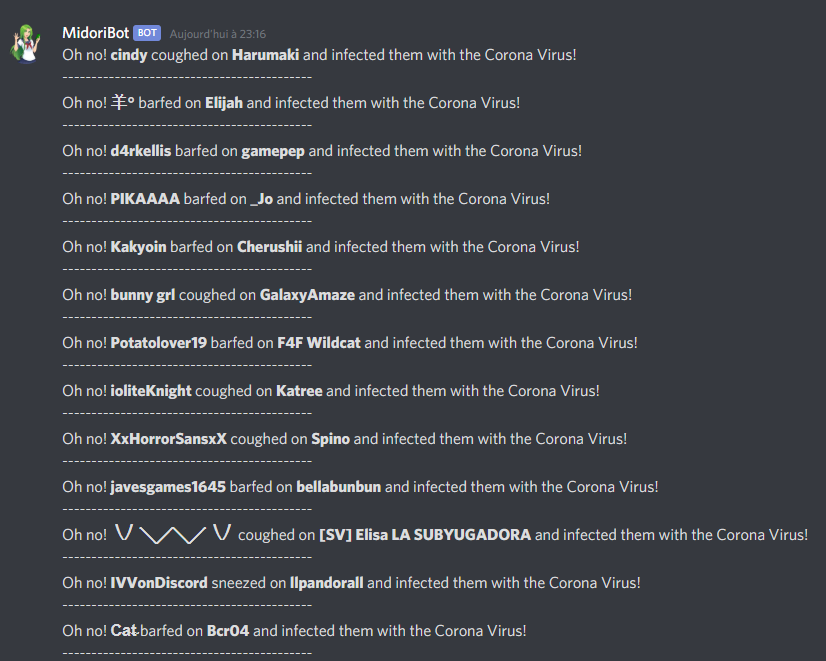 MidoriBot BOT Aujourd'hui à 23:16
Oh no! cindy coughed on Harumaki and infected them with the Corona Virus!
-------------------------------------------
Oh no! 羊° barfed on Elijah and infected them with the Corona Virus!
-------------------------------------------
Oh no! d4rkellis barfed on gamepep and infected them with the Corona Virus!
-------------------------------------------
Oh no! PIKAAAA barfed on _Jo and infected them with the Corona Virus!
-------------------------------------------
Oh no! Kakyoin barfed on Cherushii and infected them with the Corona Virus!
-------------------------------------------
Oh no! bunny grl coughed on GalaxyAmaze and infected them with the Corona Virus!
-------------------------------------------
Oh no! Potatolover19 barfed on F4F Wildcat and infected them with the Corona Virus!
-------------------------------------------
Oh no! ioliteKnight coughed on Katree and infected them with the Corona Virus!
-------------------------------------------
Oh no! XxHorrorSansxX coughed on Spino and infected them with the Corona Virus!
-------------------------------------------
Oh no! javesgames1645 barfed on bellabunbun and infected them with the Corona Virus!
-------------------------------------------
Oh no! coughed on [SV] Elisa LA SUBYUGADORA and infected them with the Corona Virus!
-------------------------------------------
Oh no! IVVonDiscord sneezed on llpandorall and infected them with the Corona Virus!
-------------------------------------------
Oh no! Cat barfed on Bcr04 and infected them with the Corona Virus!
-------------------------------------------